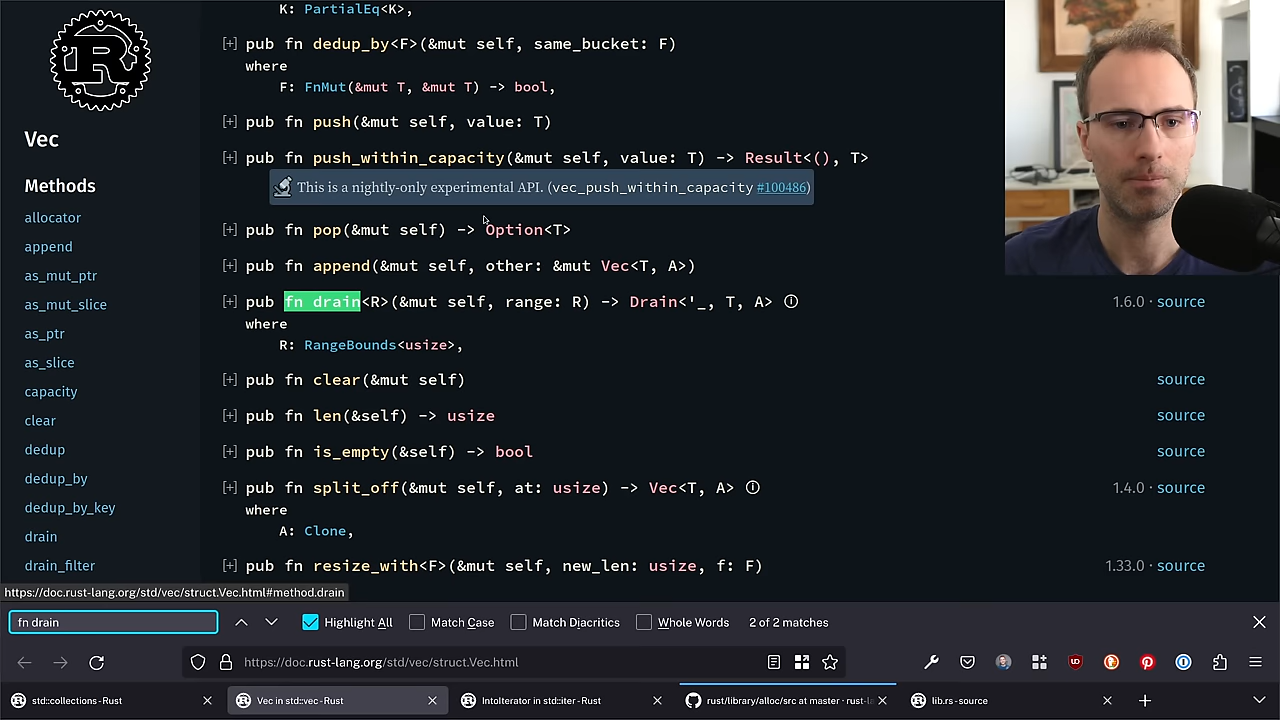 K: PartialEq<K>,
[+] pub fn dedup_by<F>(&mut self, same_bucket: F)
where
F: FnMut(&mut T, &mut T) -> bool,
[+] pub fn push(&mut self, value: T)
[+] pub fn push_within_capacity(&mut self, value: T) -> Result<(), T>
This is a nightly-only experimental API. (vec_push_within_capacity #100486)
[+] pub fn pop(&mut self) -> Option<T>
[+] pub fn append(&mut self, other: &mut Vec<T, A>)
[+] pub fn drain<R>(&mut self, range: R) -> Drain<'_, T, A> ⓘ 1.6.0 · source
where
R: RangeBounds<usize>,
[+] pub fn clear(&mut self) source
[+] pub fn len(&self) -> usize source
[+] pub fn is_empty(&self) -> bool source
[+] pub fn split_off(&mut self, at: usize) -> Vec<T, A> ⓘ 1.4.0 · source
where
A: Clone,
[+] pub fn resize_with<F>(&mut self, new_len: usize, f: F) 1.33.0 · source
R
Vec
Methods
allocator
append
as_mut_ptr
as_mut_slice
as_ptr
as_slice
capacity
clear
dedup
dedup_by
dedup_by_key
drain
drain_filter
https://doc.rust-lang.org/std/vec/struct.Vec.html#method.drain
fn drain Highlight All Match Case Match Diacritics Whole Words 2 of 2 matches
https://doc.rust-lang.org/std/vec/struct.Vec.html
std::collections - Rust Vec in std::vec - Rust IntoIterator in std::iter - Rust rust/library/alloc/src at master · rust-la lib.rs - source